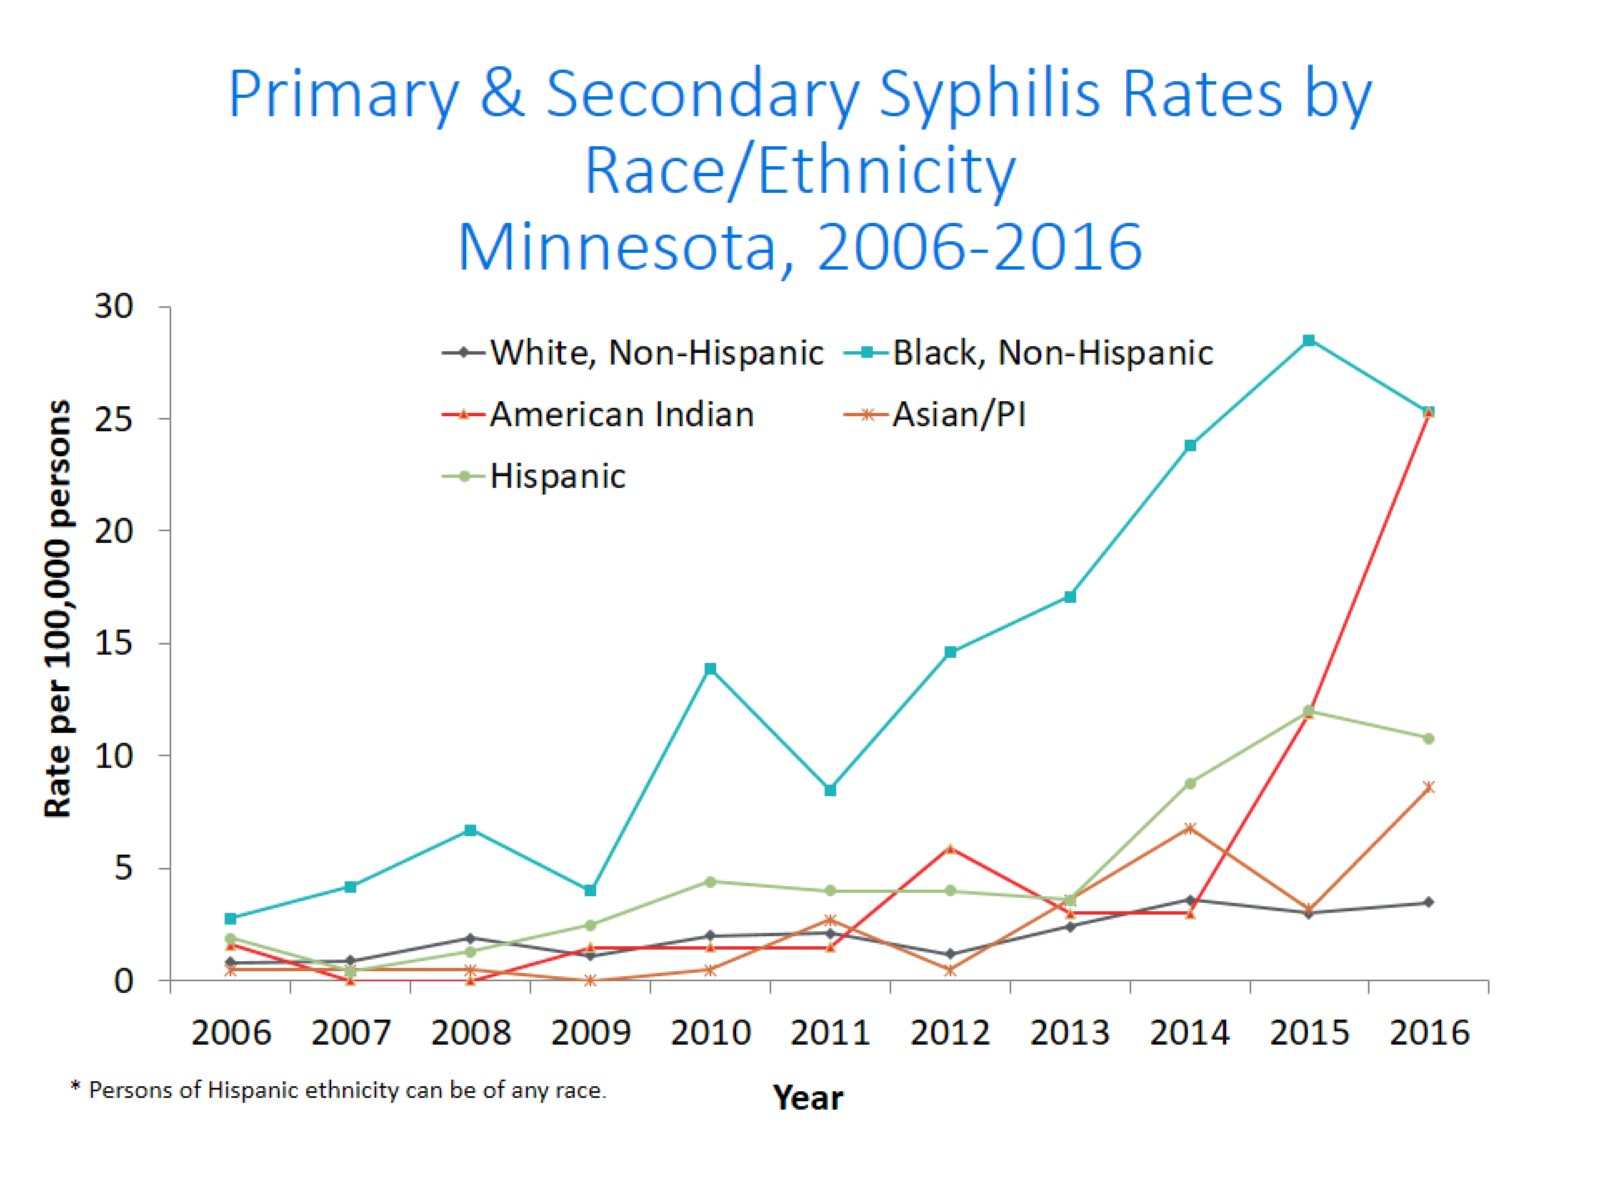 Primary & Secondary Syphilis Rates by
Race/Ethnicity
Minnesota, 2006-2016
30
25
20
15
10
5
0
Rate per 100,000 persons
White, Non-Hispanic
Black, Non-Hispanic
American Indian
Asian/PI
Hispanic
2006 2007 2008 2009 2010 2011 2012 2013 2014 2015 2016
* Persons of Hispanic ethnicity can be of any race.
Year